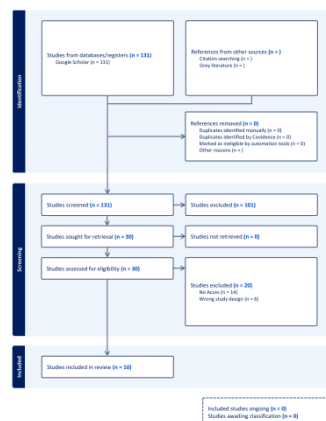 Identification
Studies from databases/registers (n = 131)
Google Scholar (n = 131)
References from other sources (n = )
Citation searching (n = )
Grey literature (n = )
References removed (n = 0)
Duplicates identified manually (n = 0)
Duplicates identified by Covidence (n = 0)
Marked as ineligible by automation tools (n = 0)
Other reasons (n = )
Screening
Studies screened (n = 131)
Studies excluded (n = 101)
Studies sought for retrieval (n = 30)
Studies not retrieved (n = 0)
Studies assessed for eligibility (n = 30)
Studies excluded (n = 20)
No Acces (n = 14)
Wrong study design (n = 6)
Included
Studies included in review (n = 10)
Included studies ongoing (n = 0)
Studies awaiting classification (n = 0)